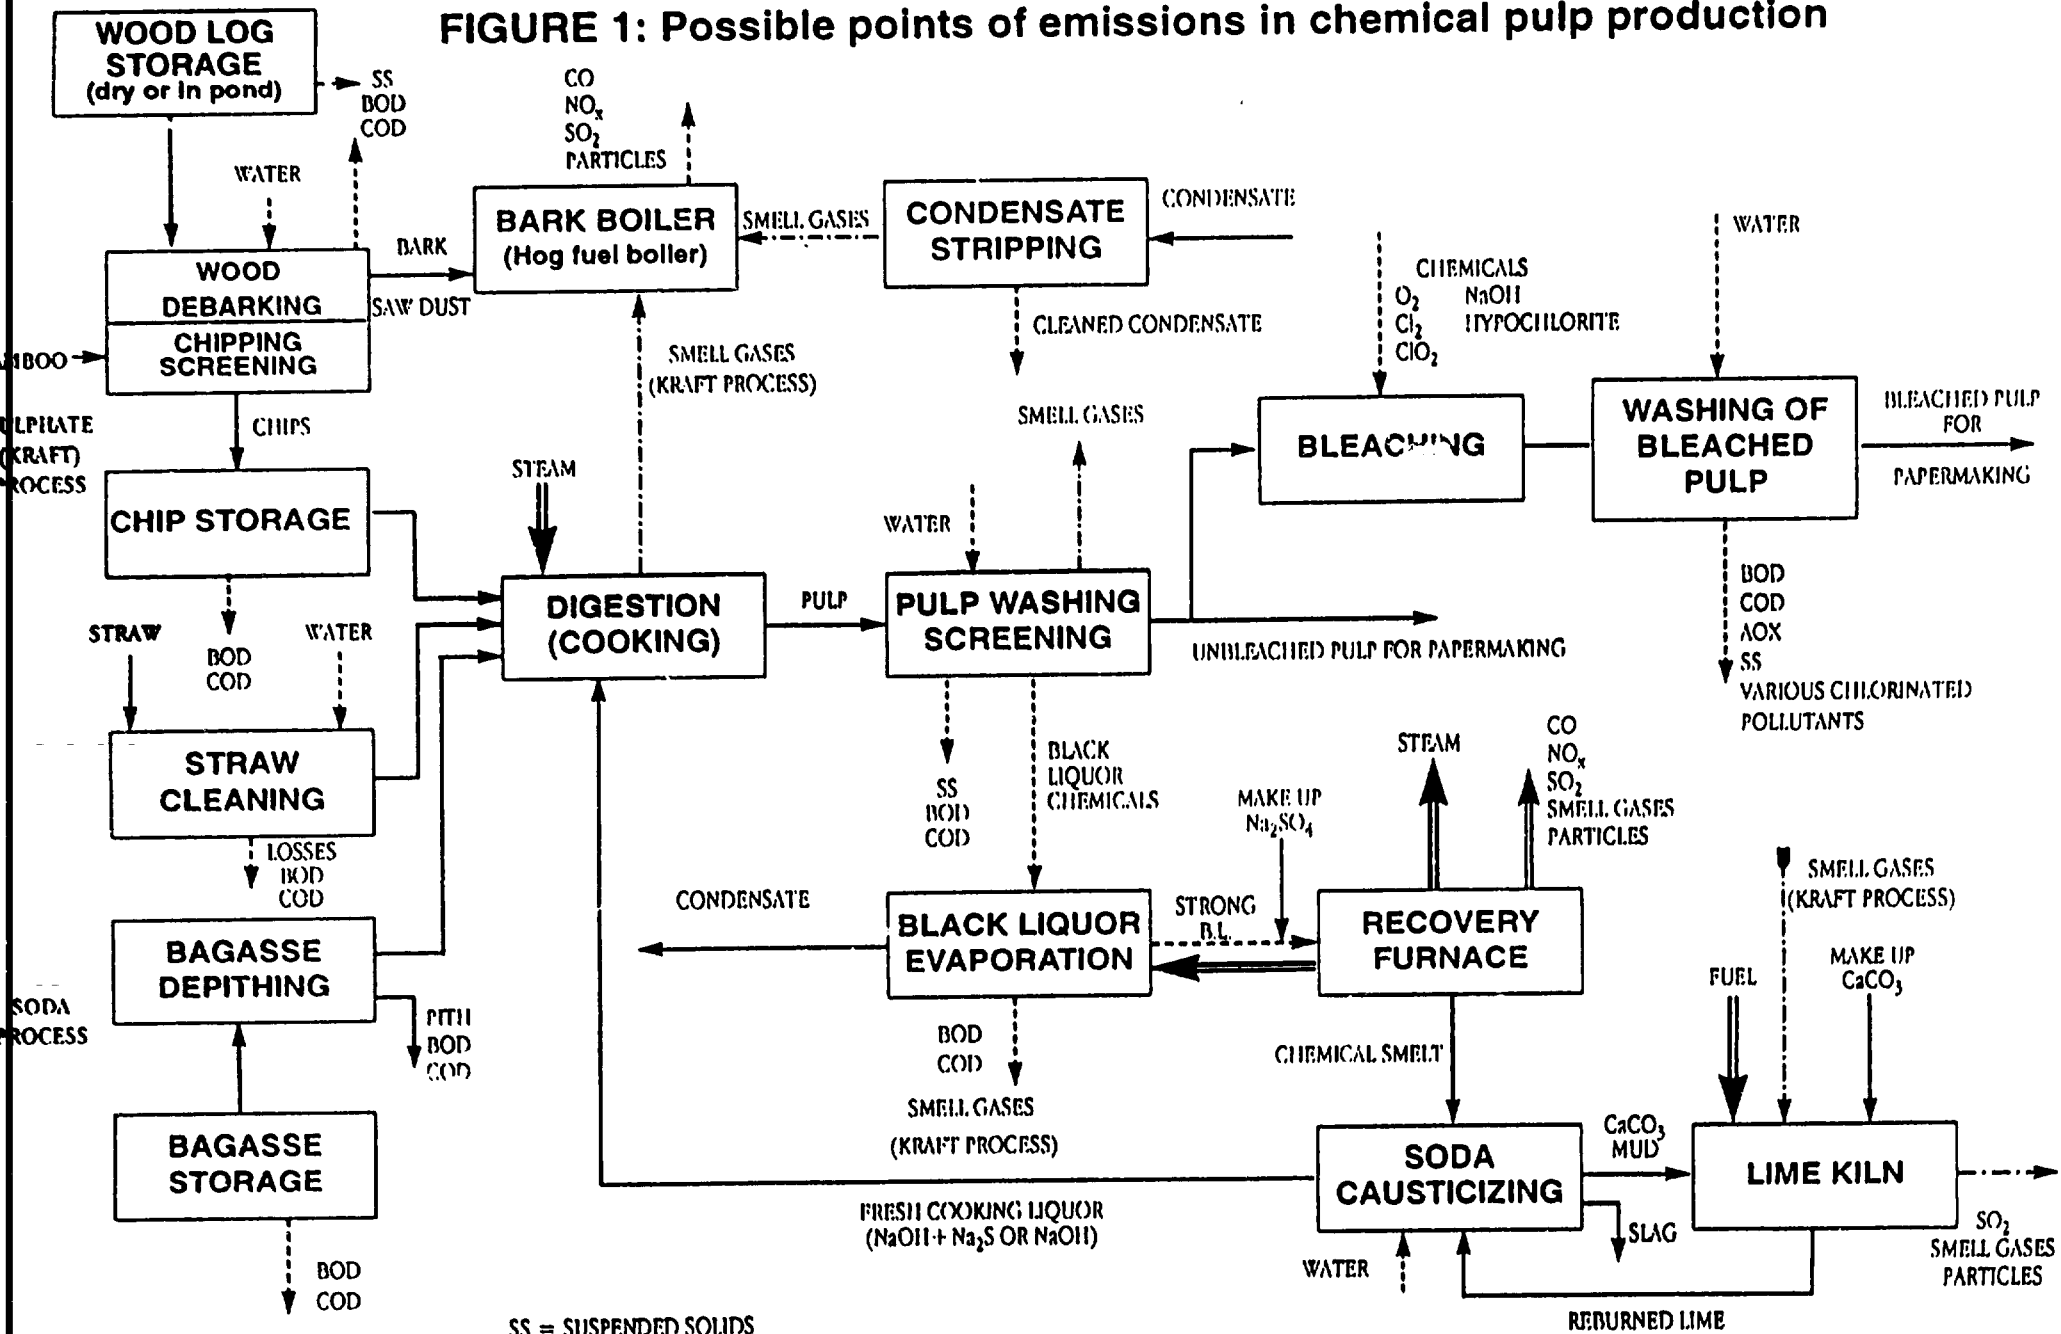 FIGURE 1: Possible points of emissions in chemical pulp production
WOOD LOG
STORAGE
(dry or in pond)
SS
BOD
COD
WATER
WOOD
DEBARKING
CHIPPING
SCREENING
BARK
SAW DUST
CO
NOx
SO2
PARTICLES
BARK BOILER
(Hog fuel boiler)
SMELL GASES
CONDENSATE
STRIPPING
CONDENSATE
CLEANED CONDENSATE
SMELL GASES
(KRAFT PROCESS)
SMELL GASES
CHEMICALS
O2 NaOH
Cl2 HYPOCHLORITE
ClO2
WATER
BLEACHING
WASHING OF
BLEACHED
PULP
BLEACHED PULP
FOR
PAPERMAKING
BOD
COD
AOX
SS
VARIOUS CHLORINATED
POLLUTANTS
(KRAFT)
CHIPS
CHIP STORAGE
BOD
COD
STEAM
DIGESTION
(COOKING)
PULP
WATER
PULP WASHING
SCREENING
UNBLEACHED PULP FOR PAPERMAKING
SS
BOD
COD
BLACK
LIQUOR
CHEMICALS
STRAW
WATER
STRAW
CLEANING
LOSSES
BOD
COD
BAGASSE
DEPITHING
PITH
BOD
COD
SODA
BAGASSE
STORAGE
BOD
COD
CONDENSATE
BLACK LIQUOR
EVAPORATION
BOD
COD
SMELL GASES
(KRAFT PROCESS)
STRONG
B.L.
MAKE UP
Na2SO4
STEAM
CO
NOx
SO2
SMELL GASES
PARTICLES
RECOVERY
FURNACE
CHEMICAL SMELT
SODA
CAUSTICIZING
FRESH COOKING LIQUOR
(NaOH + Na2S OR NaOH)
WATER
CaCO3
MUD
SLAG
FUEL
SMELL GASES
(KRAFT PROCESS)
MAKE UP
CaCO3
LIME KILN
SO2
SMELL GASES
PARTICLES
REBURNED LIME
SS = SUSPENDED SOLIDS